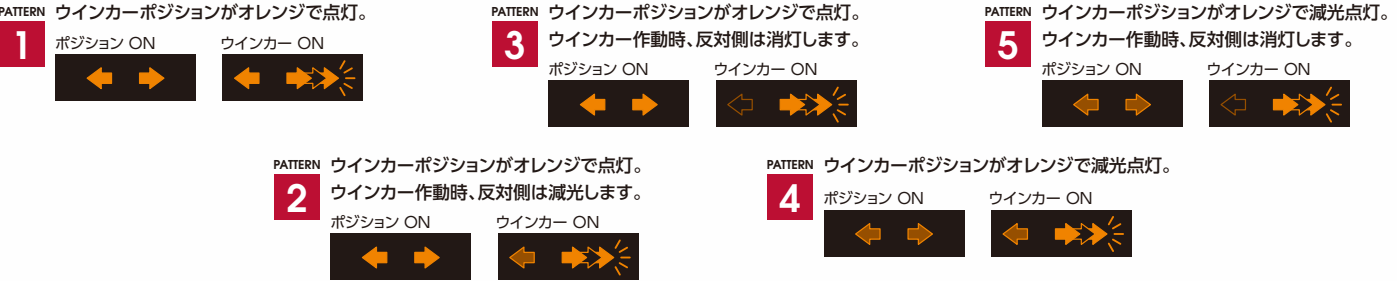 PATTERN 1
ウインカーポジションがオレンジで点灯。
ポジション ON ウインカー ON
PATTERN 3
ウインカーポジションがオレンジで点灯。
ウインカー作動時、反対側は消灯します。
ポジション ON ウインカー ON
PATTERN 5
ウインカーポジションがオレンジで減光点灯。
ウインカー作動時、反対側は消灯します。
ポジション ON ウインカー ON
PATTERN 2
ウインカーポジションがオレンジで点灯。
ウインカー作動時、反対側は減光します。
ポジション ON ウインカー ON
PATTERN 4
ウインカーポジションがオレンジで減光点灯。
ポジション ON ウインカー ON